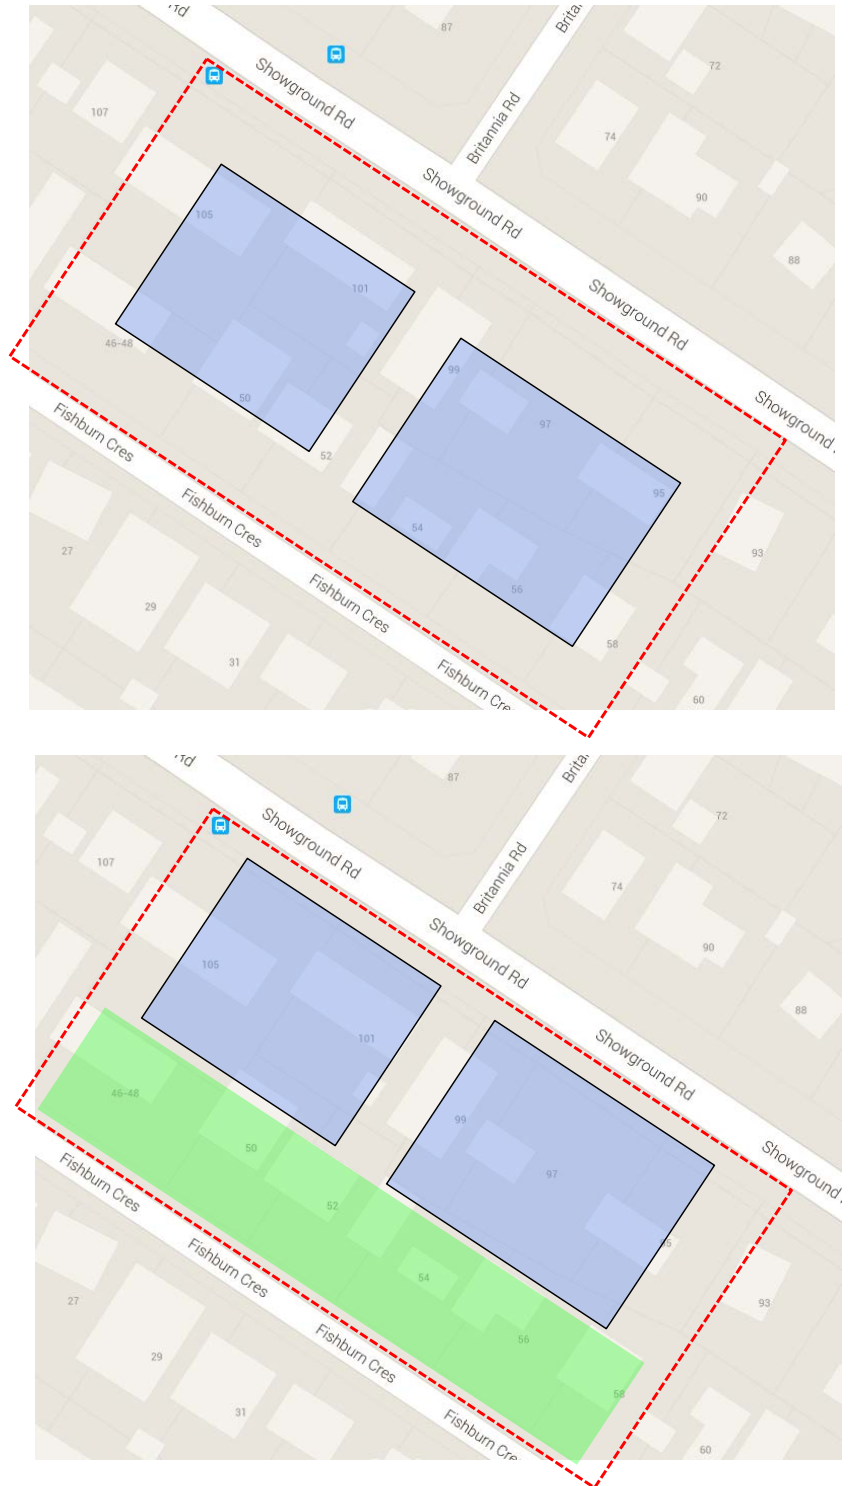 Rd
87
Brita
72
Showground Rd
107
Britannia Rd
74
90
Showground Rd
105
88
101
Showground Rd
46-48
99
50
97
Showground
Fishburn Cres
52
95
Fishburn Cres
54
93
27
Fishburn Cres
56
29
58
31
Fishburn Cre
60
Rd
87
Brita
72
Showground Rd
107
Britannia Rd
74
90
Showground Rd
105
88
101
Showground Rd
46-48
99
50
97
Showground
Fishburn Cres
52
95
Fishburn Cres
54
93
27
Fishburn Cres
56
29
58
31
Fishburn Cre
60